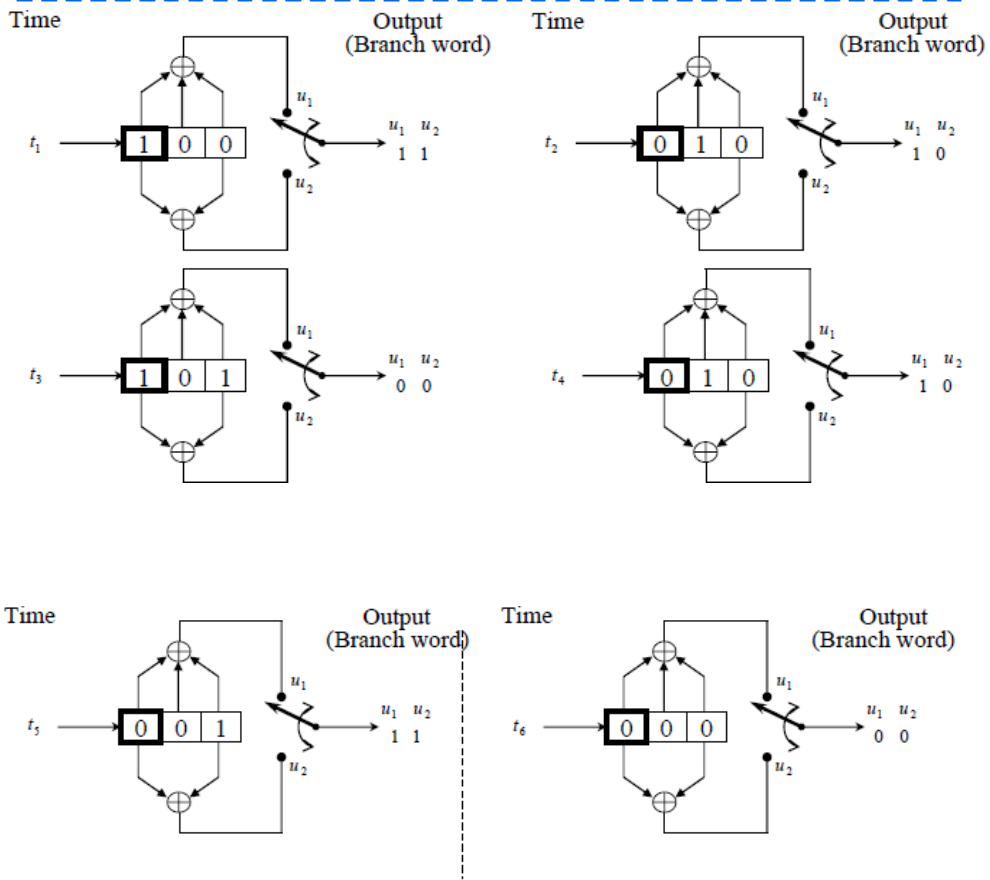 Time Output Time Output
(Branch word) (Branch word)
u1 u1
t1 1 0 0 u1 u2 t2 0 1 0 u1 u2
1 1 1 0
u2 u2
u1 u1
t3 1 0 1 u1 u2 t4 0 1 0 u1 u2
0 0 1 0
u2 u2
Time Output Time Output
(Branch word) (Branch word)
u1 u1
t5 0 0 1 u1 u2 t6 0 0 0 u1 u2
1 1 0 0
u2 u2